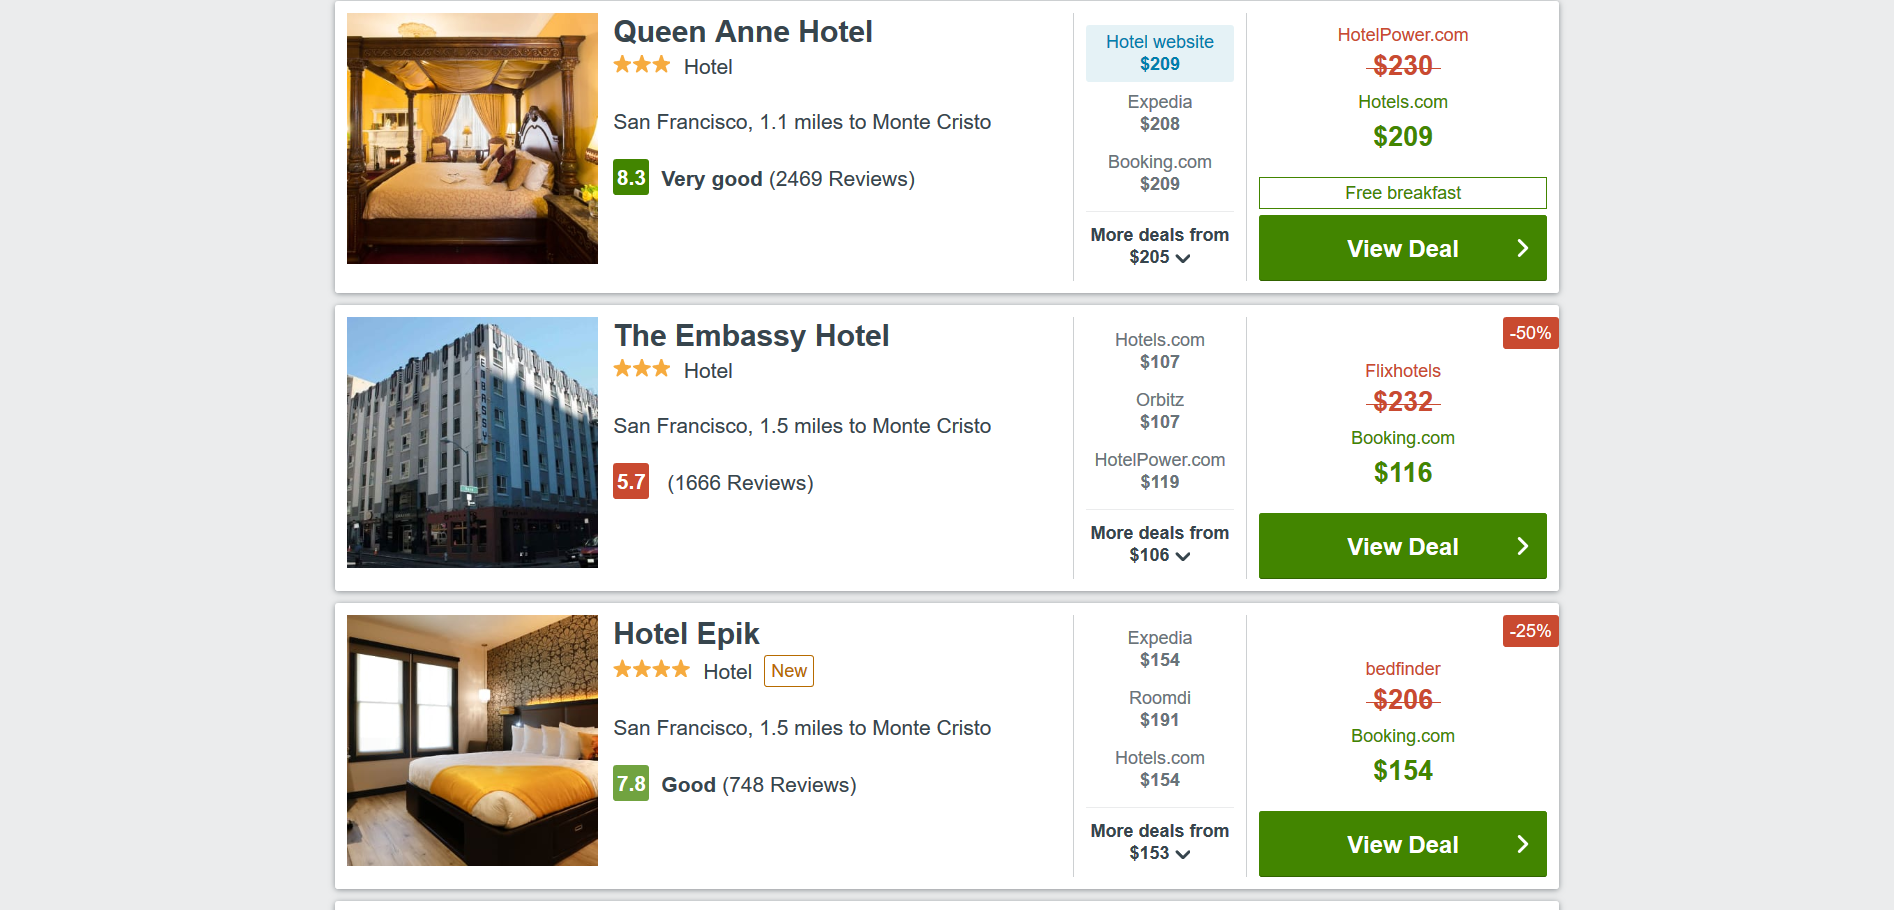 Queen Anne Hotel
Hotel
San Francisco, 1.1 miles to Monte Cristo
8.3 Very good (2469 Reviews)
Hotel website
$209
Expedia
$208
Booking.com
$209
More deals from
$205
HotelPower.com
$230
Hotels.com
$209
Free breakfast
View Deal
The Embassy Hotel
Hotel
San Francisco, 1.5 miles to Monte Cristo
5.7 (1666 Reviews)
EMBASSY
Hotels.com
$107
Orbitz
$107
HotelPower.com
$119
More deals from
$106
-50%
Flixhotels
$232
Booking.com
$116
View Deal
Hotel Epik
Hotel New
San Francisco, 1.5 miles to Monte Cristo
7.8 Good (748 Reviews)
Expedia
$154
Roomdi
$191
Hotels.com
$154
More deals from
$153
-25%
bedfinder
$206
Booking.com
$154
View Deal